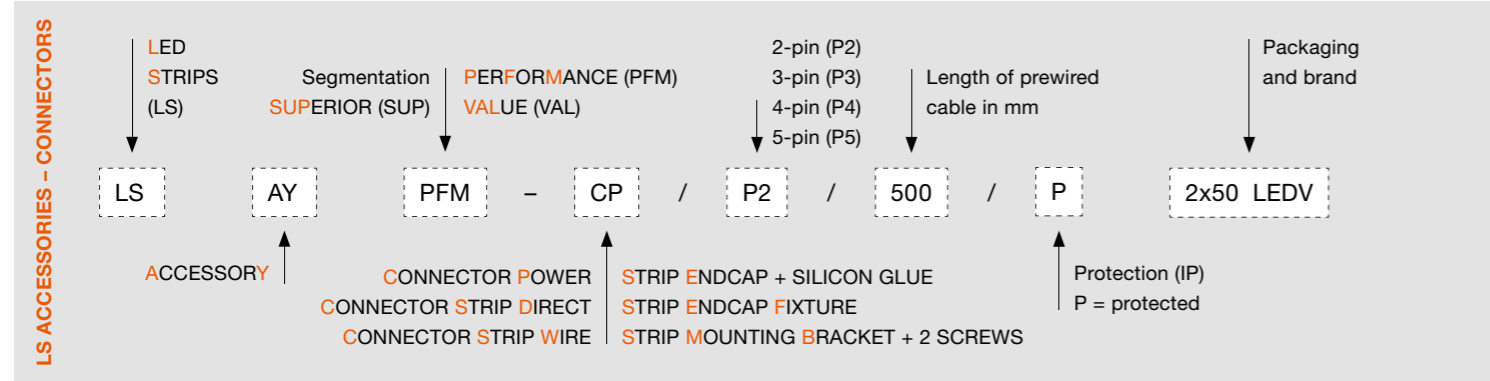 LS ACCESSORIES – CONNECTORS
LED
STRIPS
(LS)
Segmentation
SUPERIOR (SUP)
PERFORMANCE (PFM)
VALUE (VAL)
2-pin (P2)
3-pin (P3)
4-pin (P4)
5-pin (P5)
Length of prewired
cable in mm
Packaging
and brand
LS AY PFM – CP / P2 / 500 / P 2x50 LEDV
ACCESSORY
CONNECTOR POWER
CONNECTOR STRIP DIRECT
CONNECTOR STRIP WIRE
STRIP ENDCAP + SILICON GLUE
STRIP ENDCAP FIXTURE
STRIP MOUNTING BRACKET + 2 SCREWS
Protection (IP)
P = protected